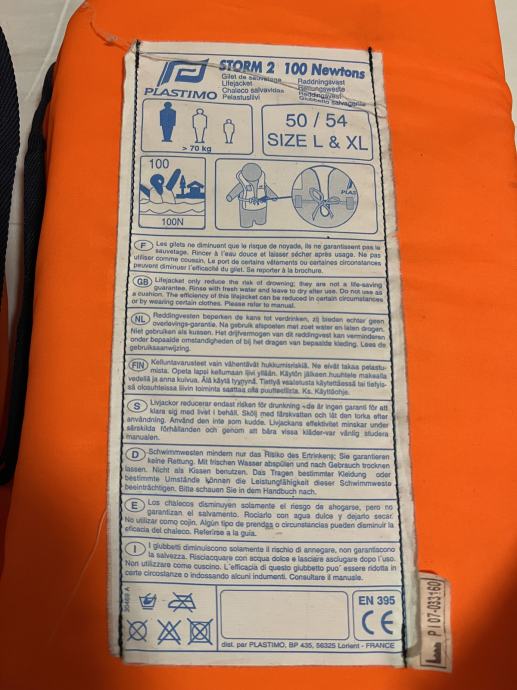 STORM 2 100 Newtons
Gilet de sauvetage Räddningsväst
Lifejacket Rettungsweste
Chaleco salvavidas Reddingsvest
Pelastusliivi Giubbetto salvagente
PLASTIMO
50 / 54
SIZE L & XL
> 70 kg
100
100N
PLAS
F Les gilets ne diminuent que le risque de noyade, ils ne garantissent pas le
sauvetage. Rincer à l'eau douce et laisser sécher après usage. Ne pas
utiliser comme coussin. Le port de certains vêtements ou certaines circonstances
peuvent diminuer l'efficacité du gilet. Se reporter à la brochure.
GB Lifejacket only reduce the risk of drowning; they are not a life-saving
guarantee. Rinse with fresh water and leave to dry after use. Do not use as
a cushion. The efficiency of this lifejacket can be reduced in certain circumstances
or by wearing certain clothes. Please refer to manual.
NL Reddingvesten beperken de kans tot verdrinken, zij bieden echter geen
overlevings-garantie. Na gebruik afspoelen met zoet water en laten drogen.
Niet gebruiken als kussen. Het drijfvermogen van dit reddingvest kan verminderen
onder bepaalde omstandigheden of bij het dragen van bepaalde kleding. Lees de
gebruiksaanwijzing.
FIN Kelluntavarusteet vain vähentävät hukkumisriskiä. Ne eivät takaa pelastu-
mista. Opeta lapsi kellumaan liivi yllään. Käytön jälkeen huuhtele makealla
vedellä ja anna kuivua. Älä käytä tyynynä. Tiettyä vaatetusta käytettäessä tai tietyis-
sä olosuhteissa liivin toiminta saattaa olla puutteellista. Ks. Käyttöohje.
S Livjackor reducerar endast risken för drunkning - de är ingen garanti för att
klara sig med livet i behåll. Skölj med färskvatten och låt den torka efter
användning. Använd den inte som kudde. Livjackans effektivitet minskar under
särskilda förhållanden och genom att bära vissa kläder-var vänlig studera
manualen.
D -Schwimmwesten mindern nur das Risiko des Ertrinkens; Sie garantieren
keine Rettung. Mit frischen Wasser abspülen und nach Gebrauch trocknen
lassen. Nicht als Kissen benutzen. Das Tragen bestimmter Kleidung oder
bestimmte Umstände können die Leistungfähigkeit dieser Schwimmweste
beeinträchtigen. Bitte schauen Sie in dem Handbuch nach.
E Los chalecos disminuyen solamente el riesgo de ahogarse, pero no
garantizan el salvamento. Rociarlo con agua dulce y dejarlo secar.
No utilizar como cojin. Algún tipo de prendas o circunstancias pueden disminuir la
eficacia del chaleco. Referirse a la guia.
I I giubbetti diminuiscono solamente il rischio di annegare, non garantiscono
la salvezza. Risciacquare con acqua dolce e lasciare asciugare dopo l'uso.
Non utilizzare come cuscino. L'efficacia di questo giubbetto puo' essere ridotta in
certe circostanze o indossando alcuni indumenti. Consultare il manuale.
30469 A
EN 395
CE
dist. par PLASTIMO, BP 435, 56325 Lorient - FRANCE
P I 07-033160